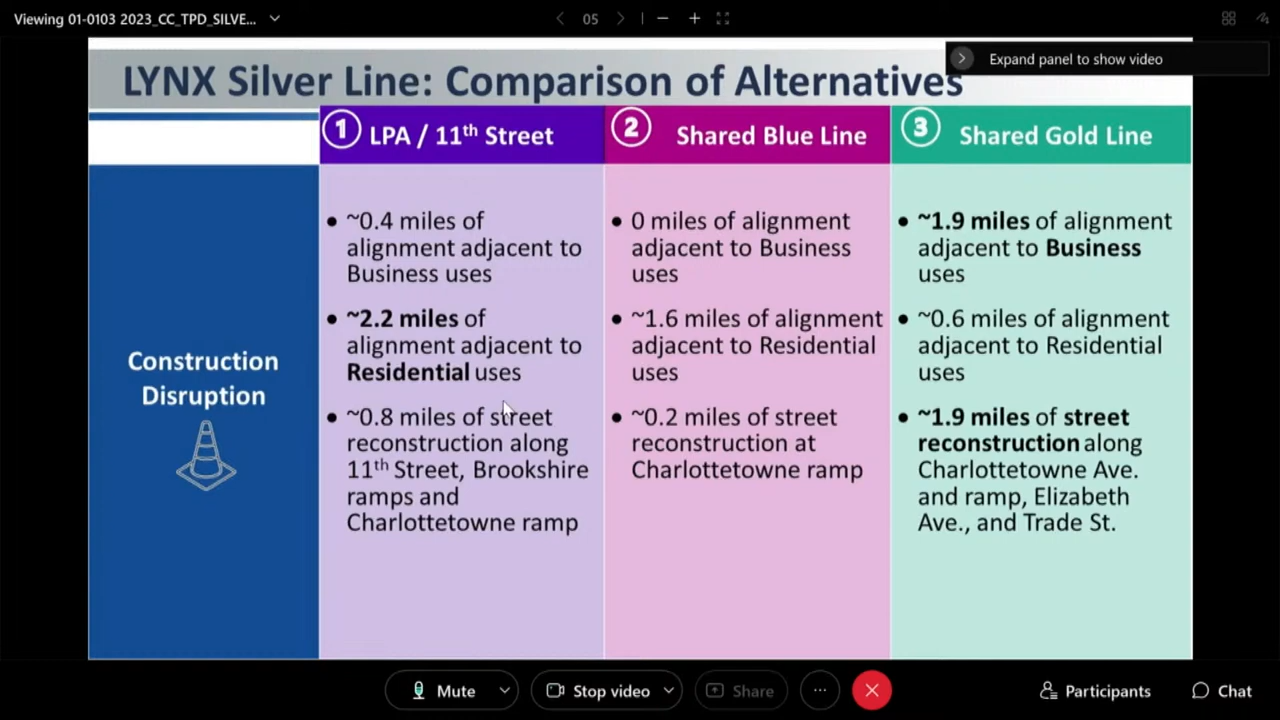 Viewing 01-0103 2023_CC_TPD_SILVE...
05
Expand panel to show video
LYNX Silver Line: Comparison of Alternatives
1 LPA / 11th Street
2 Shared Blue Line
3 Shared Gold Line
Construction
Disruption
• ~0.4 miles of
alignment adjacent to
Business uses
• ~2.2 miles of
alignment adjacent to
Residential uses
• ~0.8 miles of street
reconstruction along
11th Street, Brookshire
ramps and
Charlottetowne ramp
• 0 miles of alignment
adjacent to Business
uses
• ~1.6 miles of alignment
adjacent to Residential
uses
• ~0.2 miles of street
reconstruction at
Charlottetowne ramp
• ~1.9 miles of alignment
adjacent to Business
uses
• ~0.6 miles of alignment
adjacent to Residential
uses
• ~1.9 miles of street
reconstruction along
Charlottetowne Ave.
and ramp, Elizabeth
Ave., and Trade St.
Mute
Stop video
Share
Participants
Chat